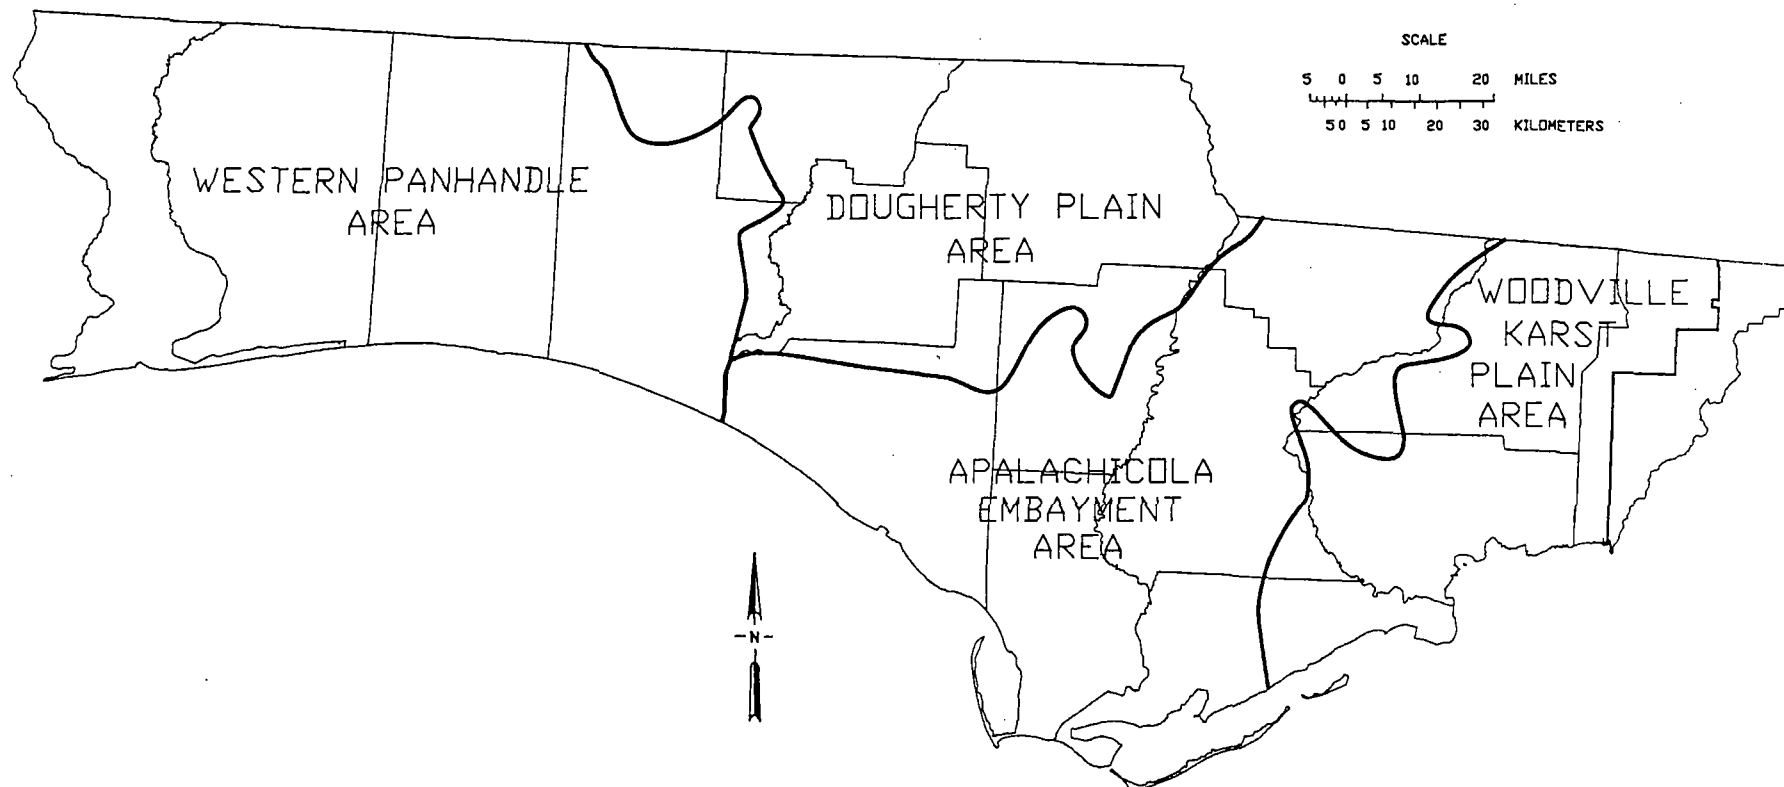 SCALE
5 0 5 10 20 MILES
5 0 5 10 20 30 KILOMETERS
WESTERN PANHANDLE
AREA
DOUGHERTY PLAIN
AREA
WOODVILLE
KARST
PLAIN
AREA
APALACHICOLA
EMBAYMENT
AREA
-N-